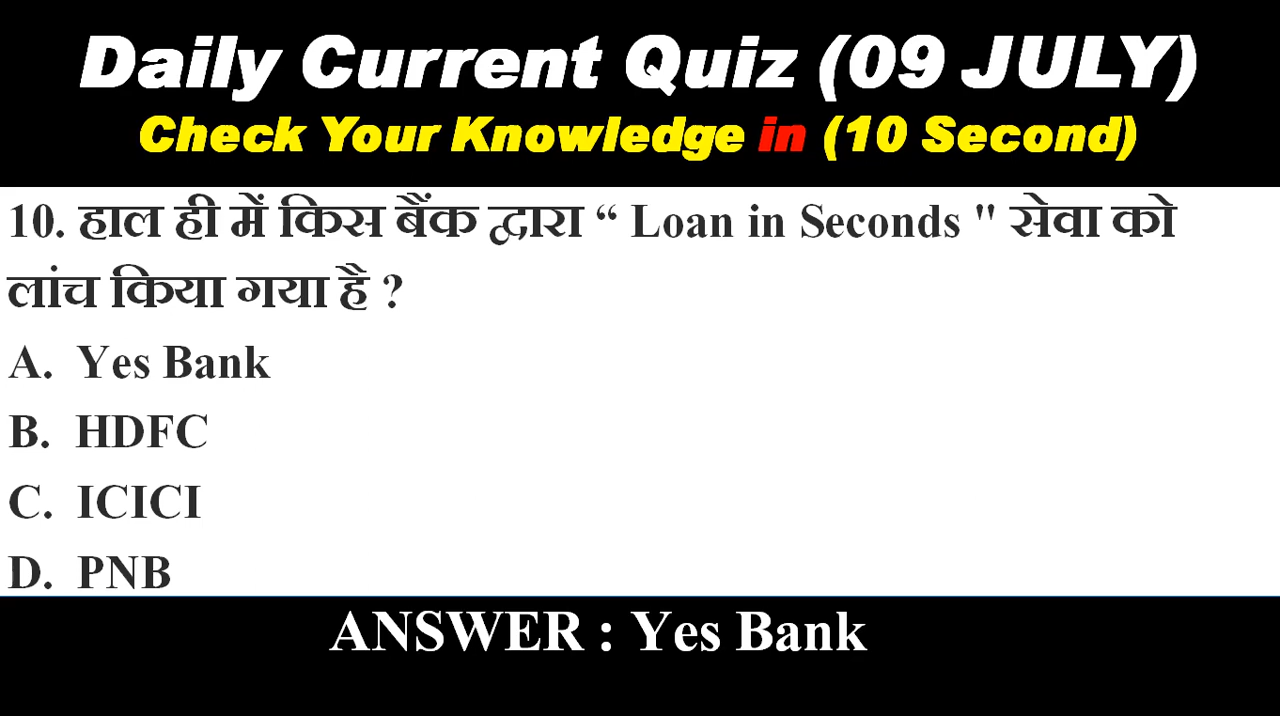 Daily Current Quiz (09 JULY)
Check Your Knowledge in (10 Second)
10. हाल ही में किस बैंक द्वारा “ Loan in Seconds " सेवा को
लांच किया गया है ?
A. Yes Bank
B. HDFC
C. ICICI
D. PNB
ANSWER : Yes Bank